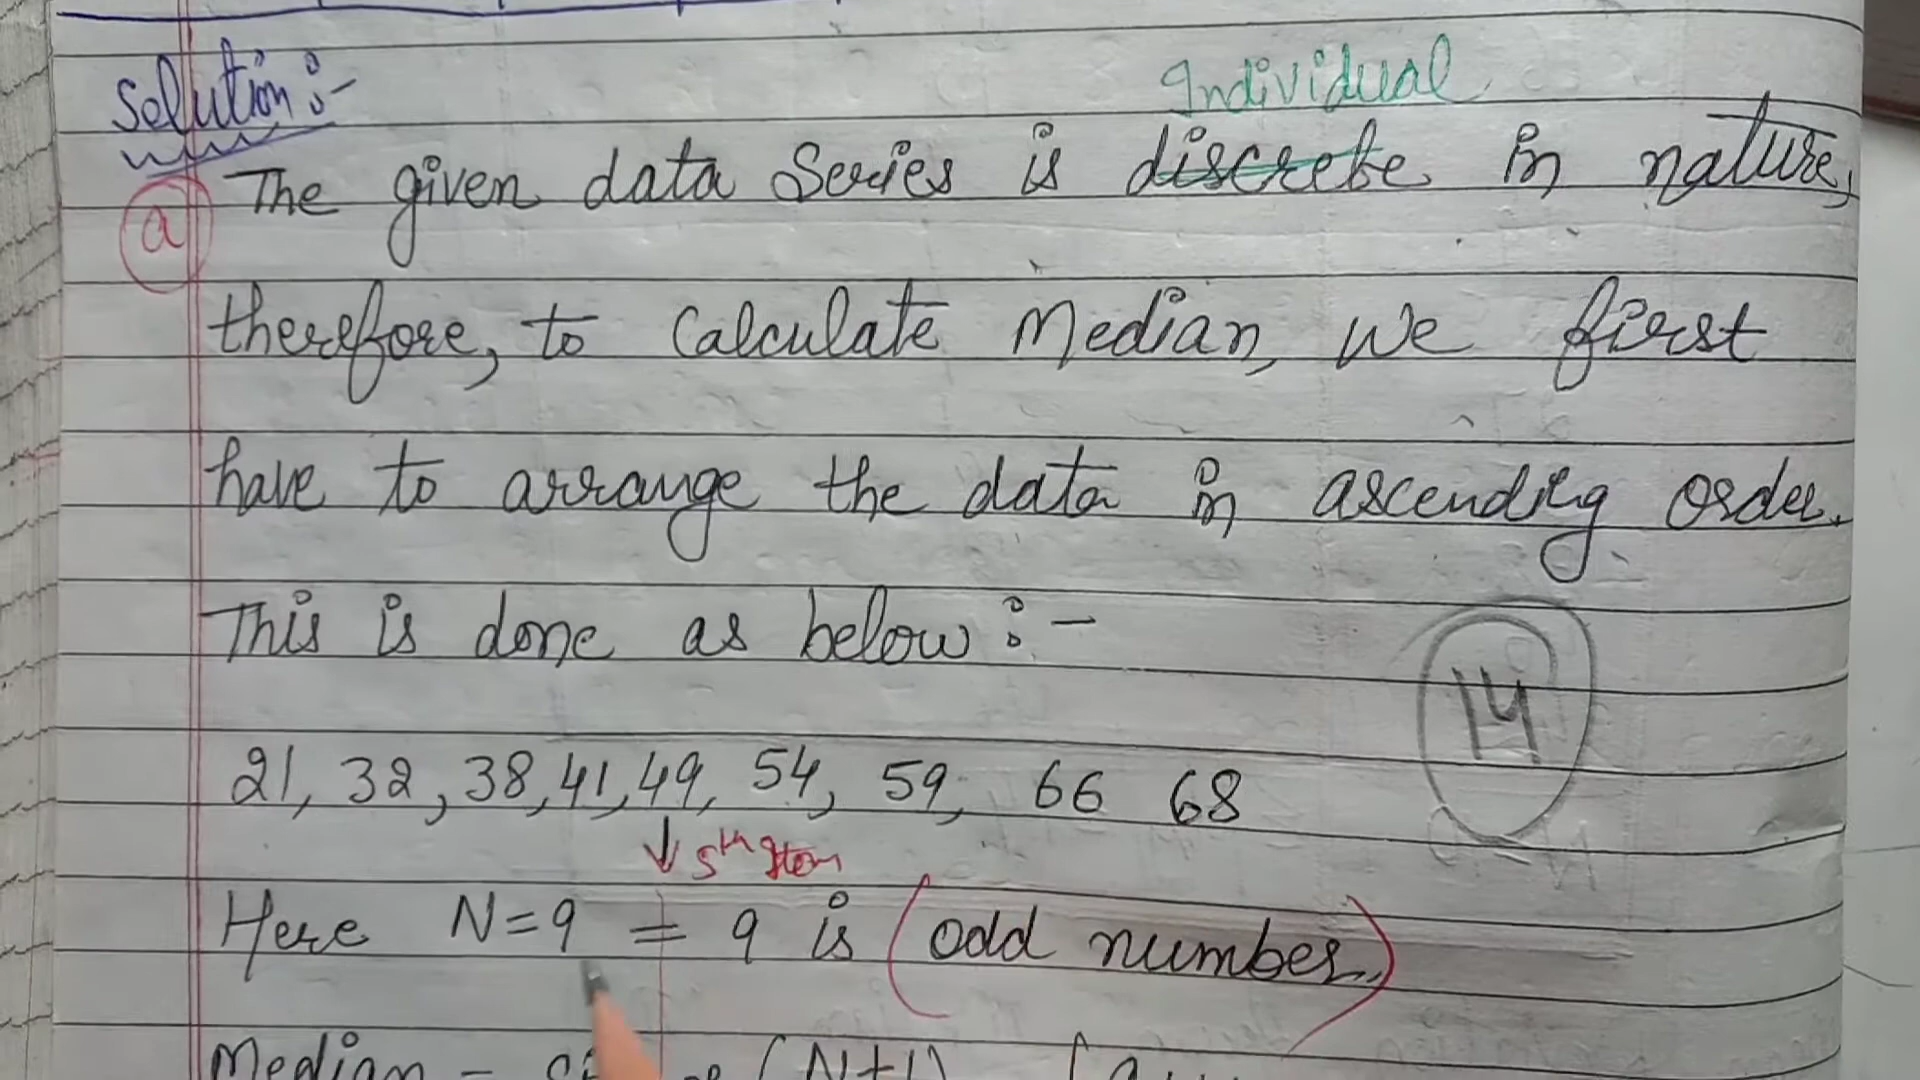 Solution :-
Individual
(a) The given data Series is discrete in nature,
therefore, to Calculate Median, we first
have to arrange the data in ascending order.
This is done as below :-
14
21, 32, 38, 41, 49, 54, 59, 66 68
↓ 5th Item
Here N=9 = 9 is (odd number.)
Median = (N+1)